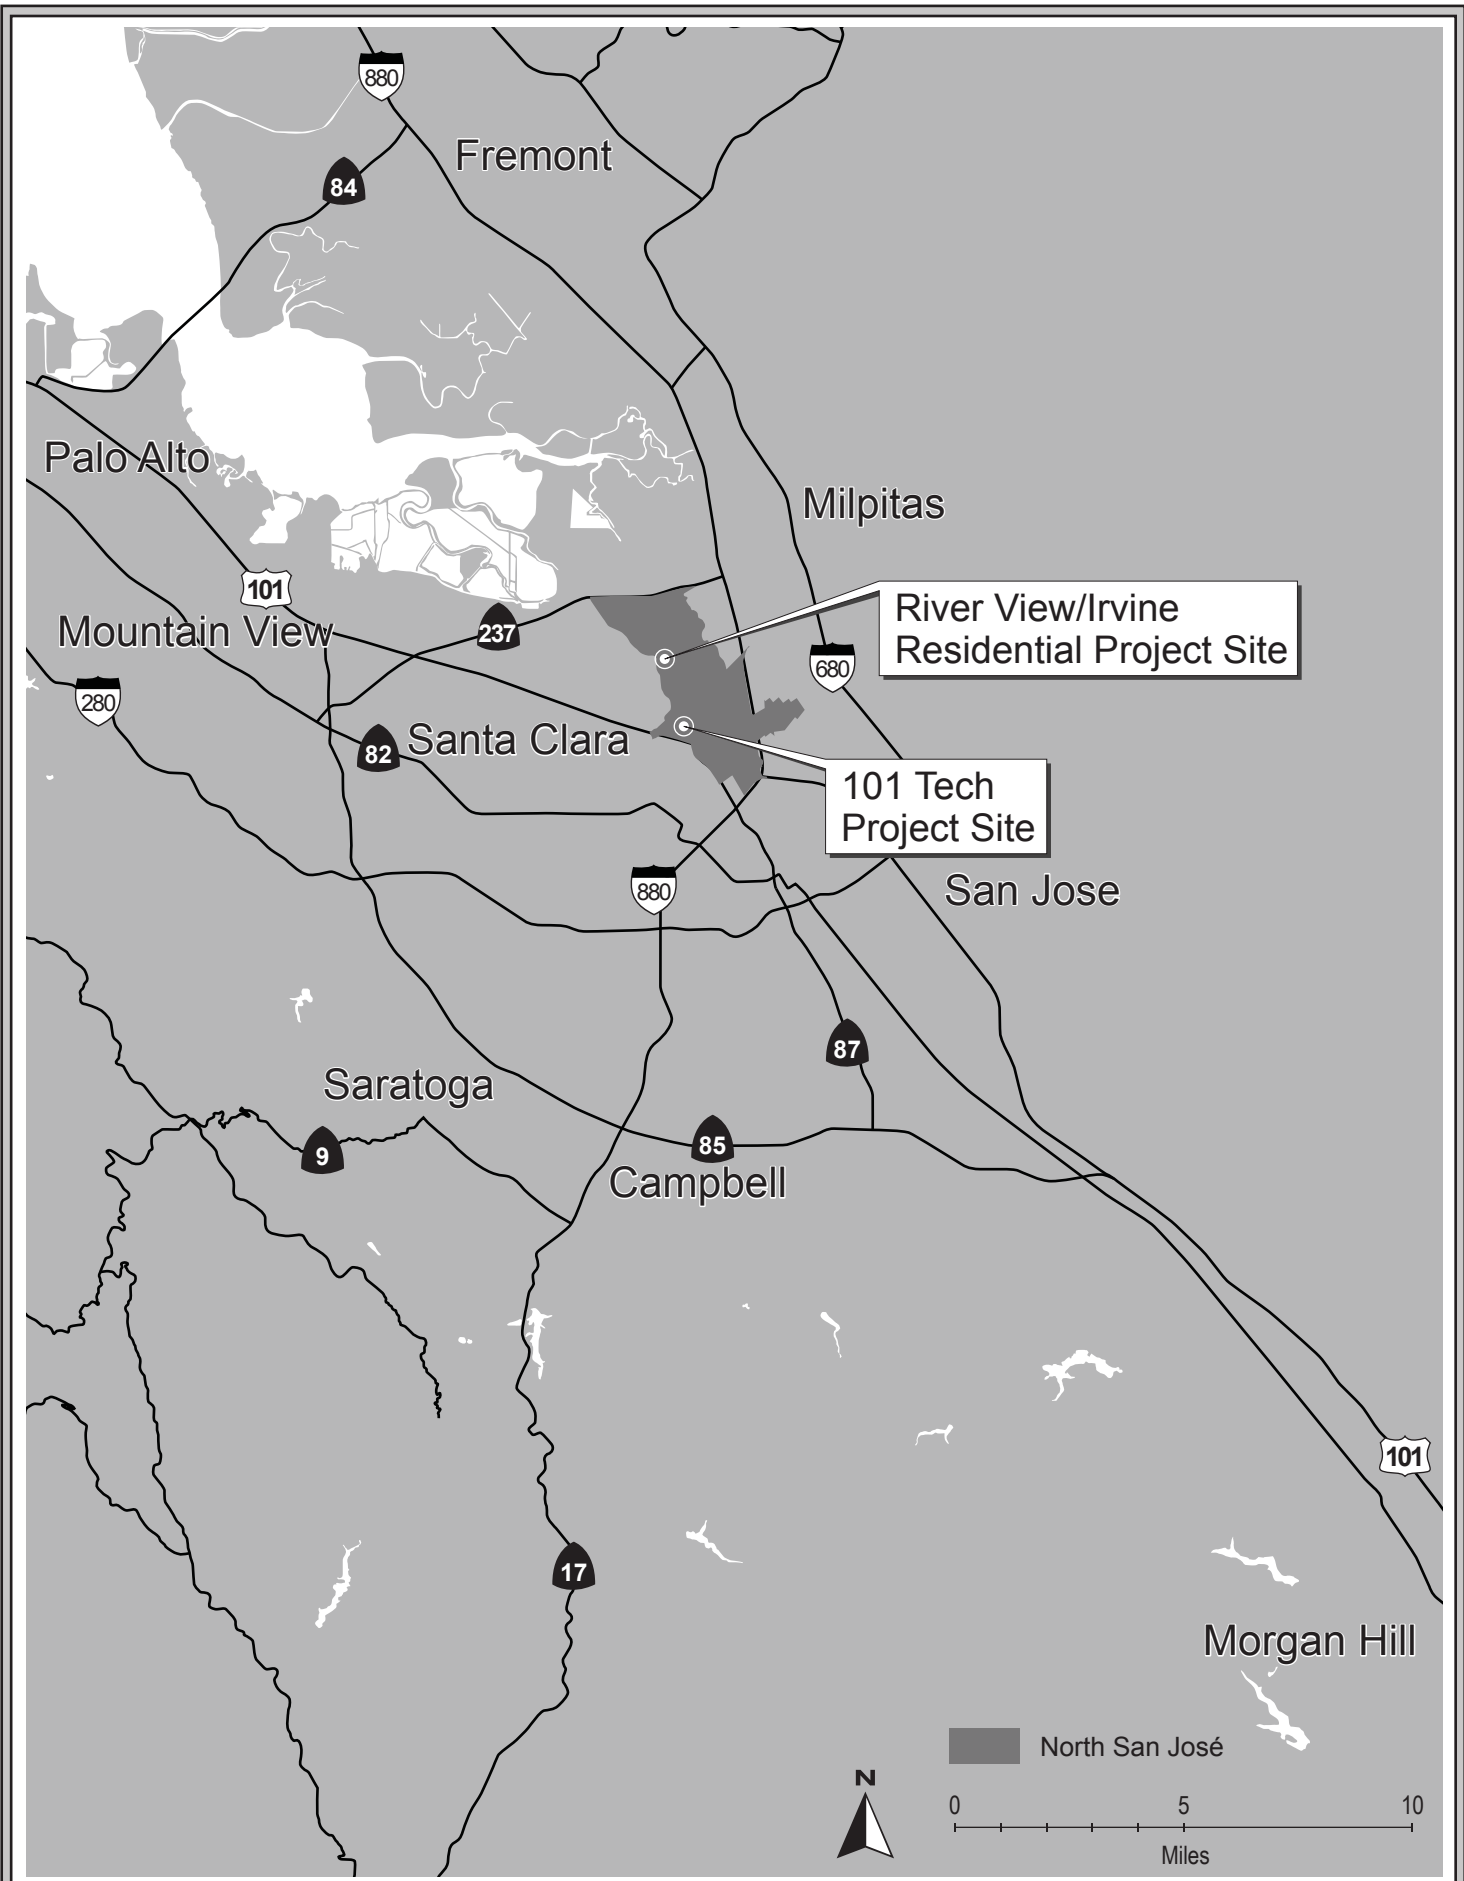 880
Fremont
84
Palo Alto
Milpitas
101
River View/Irvine
Residential Project Site
Mountain View
237
680
280
82
Santa Clara
101 Tech
Project Site
880
San Jose
87
Saratoga
85
9
Campbell
101
17
Morgan Hill
North San José
N
0 5 10
Miles